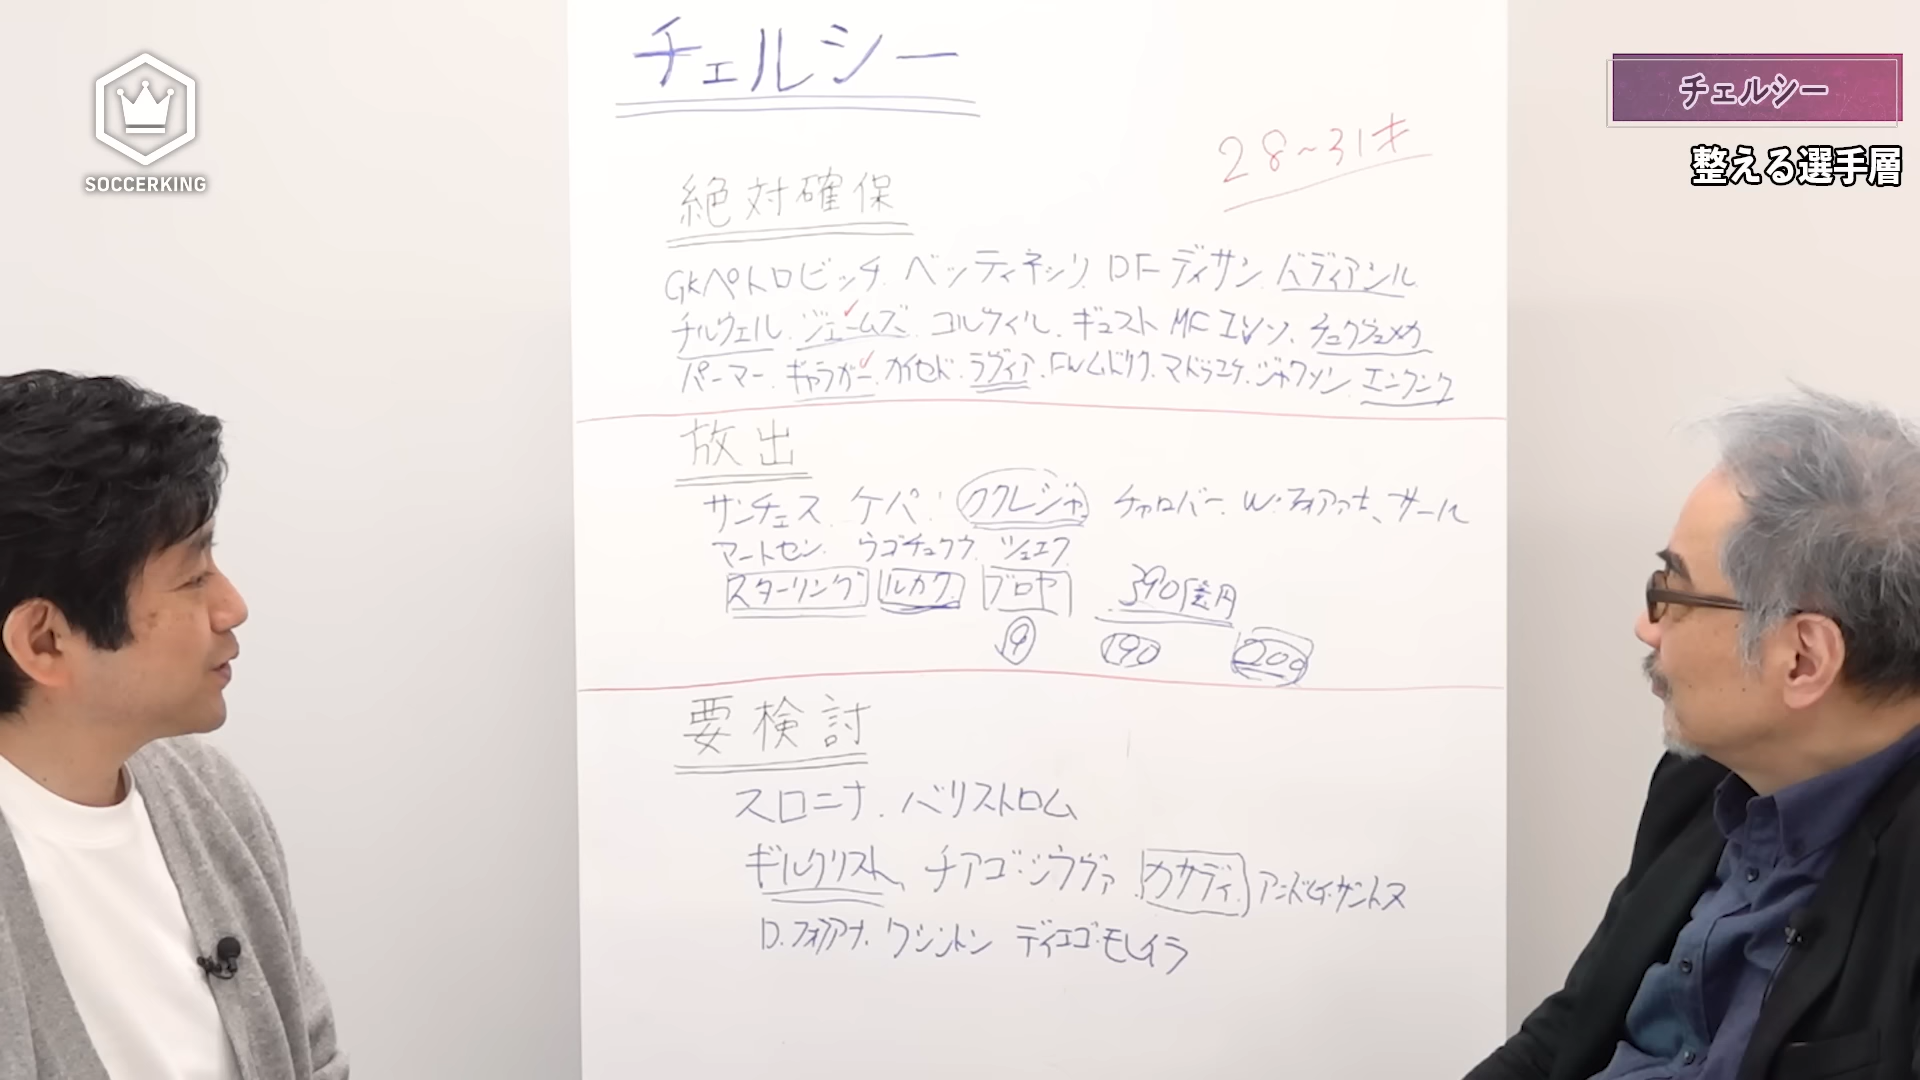 SOCCERKING
チェルシー
整える選手層
チェルシー
28~31才
絶対確保
GKペトロビッチ. ベッティネッリ DF ディサシ. バディアシル.
チルウェル. ジェームズ. コルウィル. ギュスト MF エンソ、チュクウェメカ
パーマー. ギャラガー. カイセド. ラヴィア. FWムドリク. マドゥエケ. ジャクソン エンクンク
放出
サンチェス ケパ. ククレジャ チャロバー. W.フォファナ、サール
マートセン. ウゴチュクウ. ツィエク
スターリング ルカク ブロヤ 390億円
9 190 200
要検討
スロニナ. ベリストロム
ギルクリスト、チアゴ・シウヴァ カサデイ. アンドレイ・サントス
D.フォファナ. ワシントン ディエゴ・モレイラ